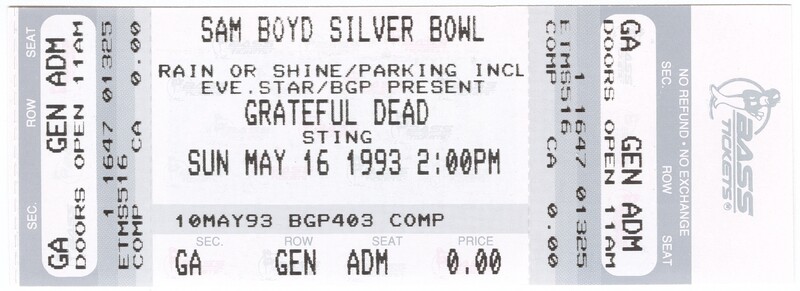 SEC. ROW SEAT
GA GEN ADM
DOORS OPEN 11AM
1 1647 01325
ETMS516 CA 0.00
COMP
SAM BOYD SILVER BOWL
RAIN OR SHINE/PARKING INCL
EVE.STAR/BGP PRESENT
GRATEFUL DEAD
STING
SUN MAY 16 1993 2:00PM
10MAY93 BGP403 COMP
SEC. ROW SEAT PRICE
GA GEN ADM 0.00
1 1647 01325
ETMS516 CA 0.00
COMP
GA GEN ADM
DOORS OPEN 11AM
SEC. ROW SEAT
NO REFUND • NO EXCHANGE
BASS
TICKETS®